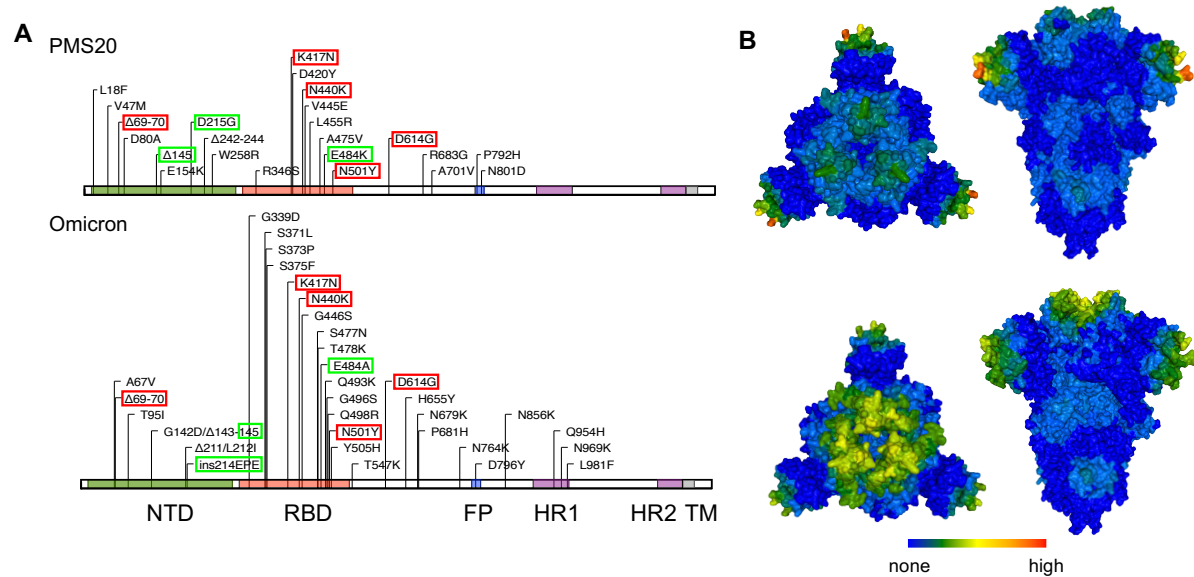 A
PMS20
K417N
D420Y
L18F
N440K
V47M
V445E
Δ69-70
D215G
L455R
D80A
Δ242-244
A475V
D614G
Δ145
W258R
E484K
R683G
P792H
E154K
R346S
N501Y
A701V
N801D
Omicron
G339D
S371L
S373P
S375F
K417N
N440K
G446S
S477N
T478K
E484A
A67V
Q493K
D614G
Δ69-70
G496S
H655Y
T95I
Q498R
N679K
N856K
G142D/Δ143-145
N501Y
P681H
Q954H
Δ211/L212I
Y505H
N764K
N969K
ins214EPE
T547K
D796Y
L981F
NTD
RBD
FP
HR1
HR2
TM
B
none
high